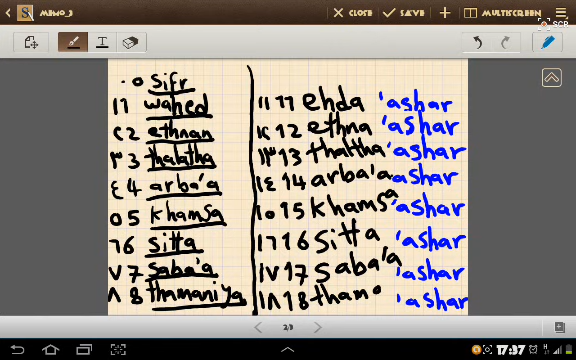 MEMO_3 CLOSE SAVE MULTISCREEN
SCR
٠ 0 sifr
١ 1 wahed
٢ 2 ethnan
٣ 3 thalatha
٤ 4 arba'a
٥ 5 khamsa
٦ 6 sitta
٧ 7 saba'a
٨ 8 thamaniya
١١ 11 ehda 'ashar
١٢ 12 ethna 'ashar
١٣ 13 thaltha 'ashar
١٤ 14 arba'a 'ashar
١٥ 15 khamsa 'ashar
١٦ 16 sitta 'ashar
١٧ 17 saba'a 'ashar
١٨ 18 'ashar
2/3
17:37